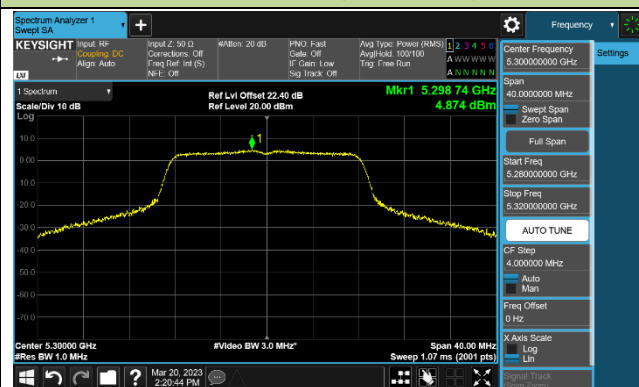 Spectrum Analyzer 1
Swept SA
Frequency
KEYSIGHT
Input: RF
Coupling: DC
Align: Auto
Input Z: 50 Ω
Corrections: Off
Freq Ref: Int (S)
NFE: Off
#Atten: 20 dB
PNO: Fast
Gate: Off
IF Gain: Low
Sig Track: Off
Avg Type: Power (RMS)
Avg|Hold: 100/100
Trig: Free Run
1 2 3 4 5 6
A W W W W W
A N N N N N
LXI
1 Spectrum
Scale/Div 10 dB
Log
Ref Lvl Offset 22.40 dB
Ref Level 20.00 dBm
Mkr1 5.298 74 GHz
4.874 dBm
1
10.0
0.00
-10.0
-20.0
-30.0
-40.0
-50.0
-60.0
-70.0
Center 5.30000 GHz
#Res BW 1.0 MHz
#Video BW 3.0 MHz*
Span 40.00 MHz
Sweep 1.07 ms (2001 pts)
Mar 20, 2023
2:20:44 PM
Center Frequency
5.300000000 GHz
Settings
Span
40.0000000 MHz
Swept Span
Zero Span
Full Span
Start Freq
5.280000000 GHz
Stop Freq
5.320000000 GHz
AUTO TUNE
CF Step
4.000000 MHz
Auto
Man
Freq Offset
0 Hz
X Axis Scale
Log
Lin
Signal Track
(Span Zoom)